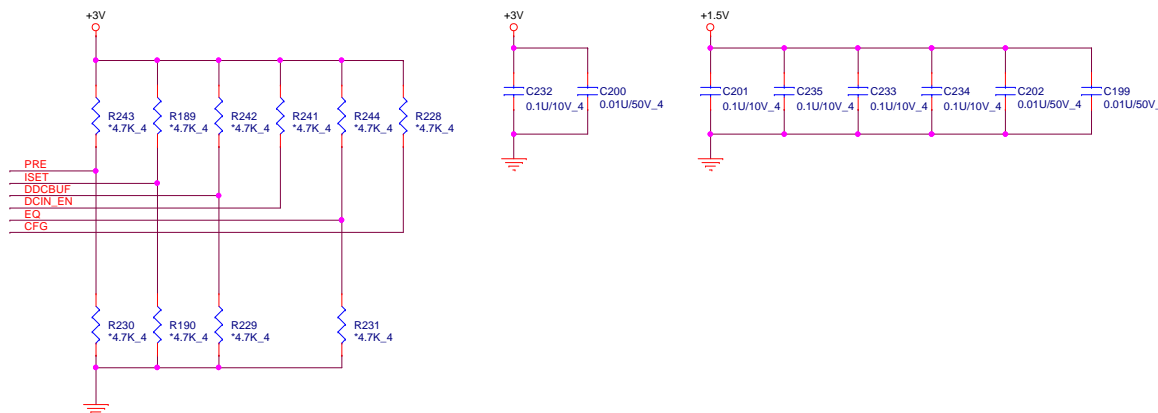 +3V
+3V
+1.5V
R243
*4.7K_4
R189
*4.7K_4
R242
*4.7K_4
R241
*4.7K_4
R244
*4.7K_4
R228
*4.7K_4
C232
0.1U/10V_4
C200
0.01U/50V_4
C201
0.1U/10V_4
C235
0.1U/10V_4
C233
0.1U/10V_4
C234
0.1U/10V_4
C202
0.01U/50V_4
C199
0.01U/50V_4
PRE
ISET
DDCBUF
DCIN_EN
EQ
CFG
R230
*4.7K_4
R190
*4.7K_4
R229
*4.7K_4
R231
*4.7K_4